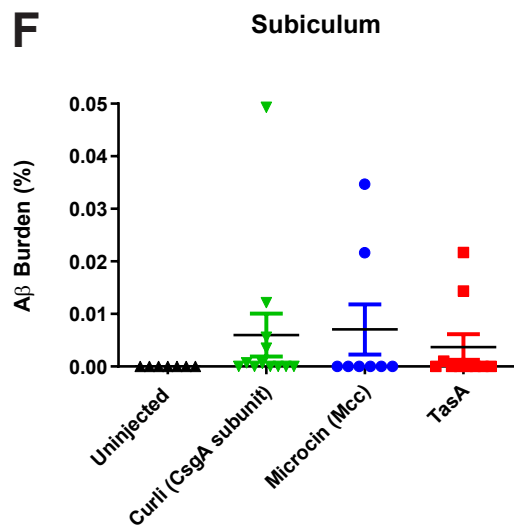 F
Subiculum
Aβ Burden (%)
0.05
0.04
0.03
0.02
0.01
0.00
Uninjected
Curli (CsgA subunit)
Microcin (Mcc)
TasA